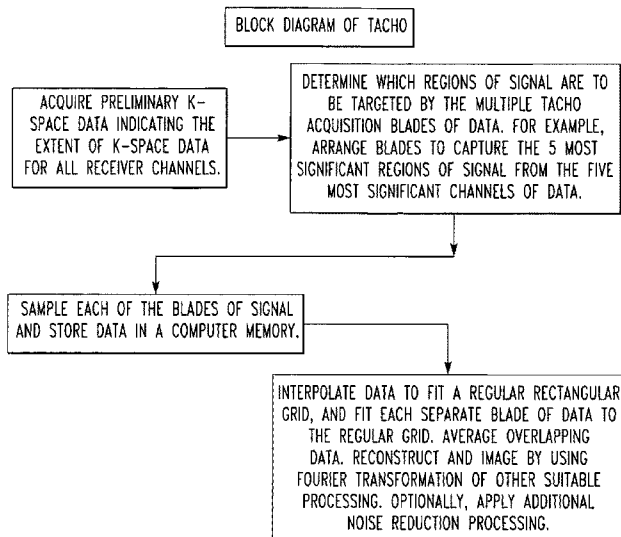 BLOCK DIAGRAM OF TACHO
ACQUIRE PRELIMINARY K-
SPACE DATA INDICATING THE
EXTENT OF K-SPACE DATA
FOR ALL RECEIVER CHANNELS.
DETERMINE WHICH REGIONS OF SIGNAL ARE TO
BE TARGETED BY THE MULTIPLE TACHO
ACQUISITION BLADES OF DATA. FOR EXAMPLE,
ARRANGE BLADES TO CAPTURE THE 5 MOST
SIGNIFICANT REGIONS OF SIGNAL FROM THE FIVE
MOST SIGNIFICANT CHANNELS OF DATA.
SAMPLE EACH OF THE BLADES OF SIGNAL
AND STORE DATA IN A COMPUTER MEMORY.
INTERPOLATE DATA TO FIT A REGULAR RECTANGULAR
GRID, AND FIT EACH SEPARATE BLADE OF DATA TO
THE REGULAR GRID. AVERAGE OVERLAPPING
DATA. RECONSTRUCT AND IMAGE BY USING
FOURIER TRANSFORMATION OF OTHER SUITABLE
PROCESSING. OPTIONALLY, APPLY ADDITIONAL
NOISE REDUCTION PROCESSING.